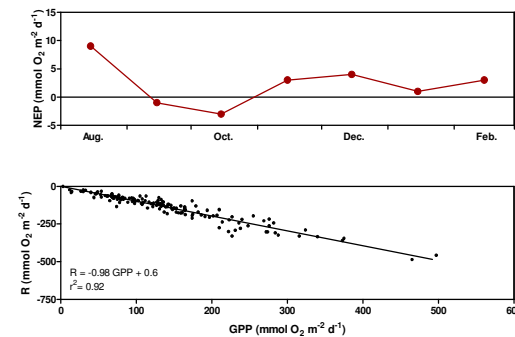 NEP (mmol O₂ m⁻² d⁻¹)
15
10
5
0
-5
Aug.
Oct.
Dec.
Feb.
R (mmol O₂ m⁻² d⁻¹)
0
-250
-500
-750
R = -0.98 GPP + 0.6
r²= 0.92
0
100
200
300
400
500
600
GPP (mmol O₂ m⁻² d⁻¹)